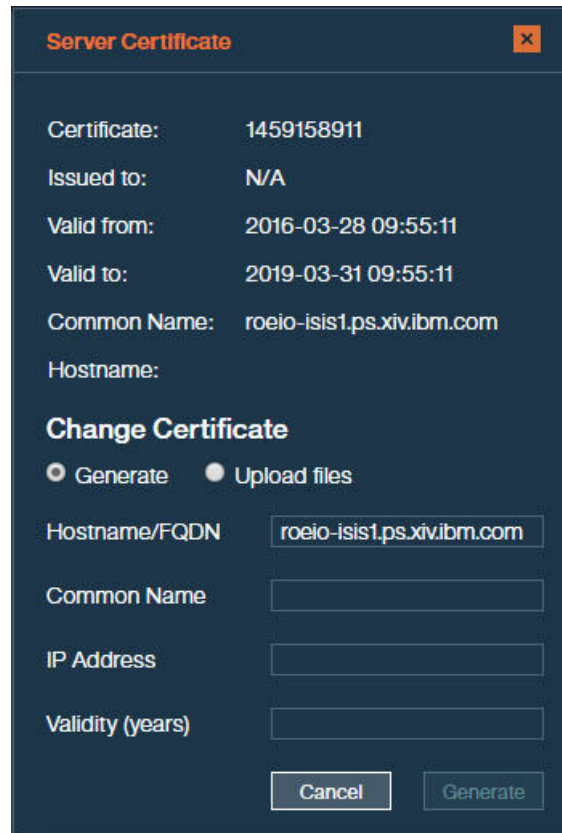 Server Certificate
Certificate: 1459158911
Issued to: N/A
Valid from: 2016-03-28 09:55:11
Valid to: 2019-03-31 09:55:11
Common Name: roeio-isis1.ps.xiv.ibm.com
Hostname:
Change Certificate
Generate Upload files
Hostname/FQDN roeio-isis1.ps.xiv.ibm.com
Common Name
IP Address
Validity (years)
Cancel Generate